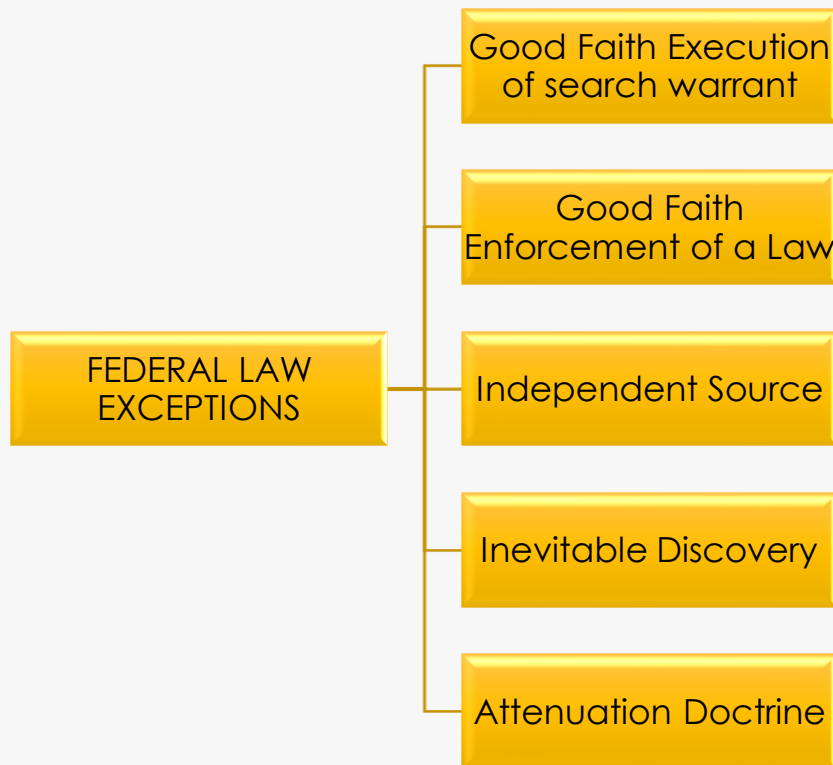 FEDERAL LAW
EXCEPTIONS
Good Faith Execution
of search warrant
Good Faith
Enforcement of a Law
Independent Source
Inevitable Discovery
Attenuation Doctrine